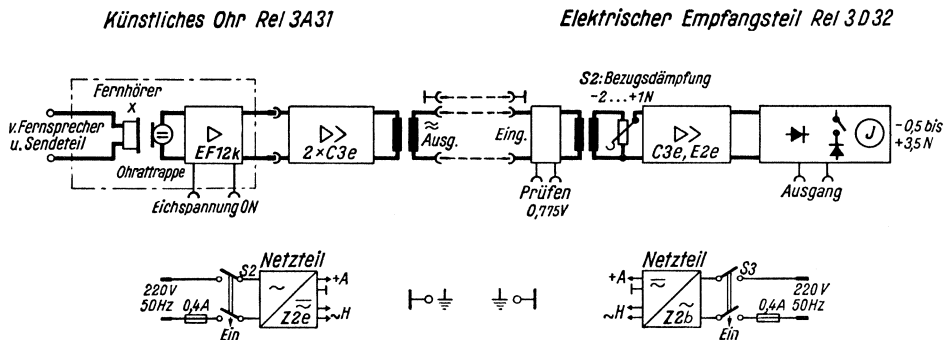 Künstliches Ohr Rel 3A31
Elektrischer Empfangsteil Rel 3D32
Fernhörer
x
v. Fernsprecher
u. Sendeteil
Ohrattrappe
EF12k
Eichspannung 0N
2×C3e
Ausg.
Eing.
Prüfen
0,775V
S2: Bezugsdämpfung
-2...+1N
C3e, E2e
J
-0,5 bis
+3,5 N
Ausgang
Netzteil
S2
220V
50Hz
0,4A
Ein
Z2e
+A
~H
Netzteil
S3
+A
~H
Z2b
220V
50Hz
0,4A
Ein